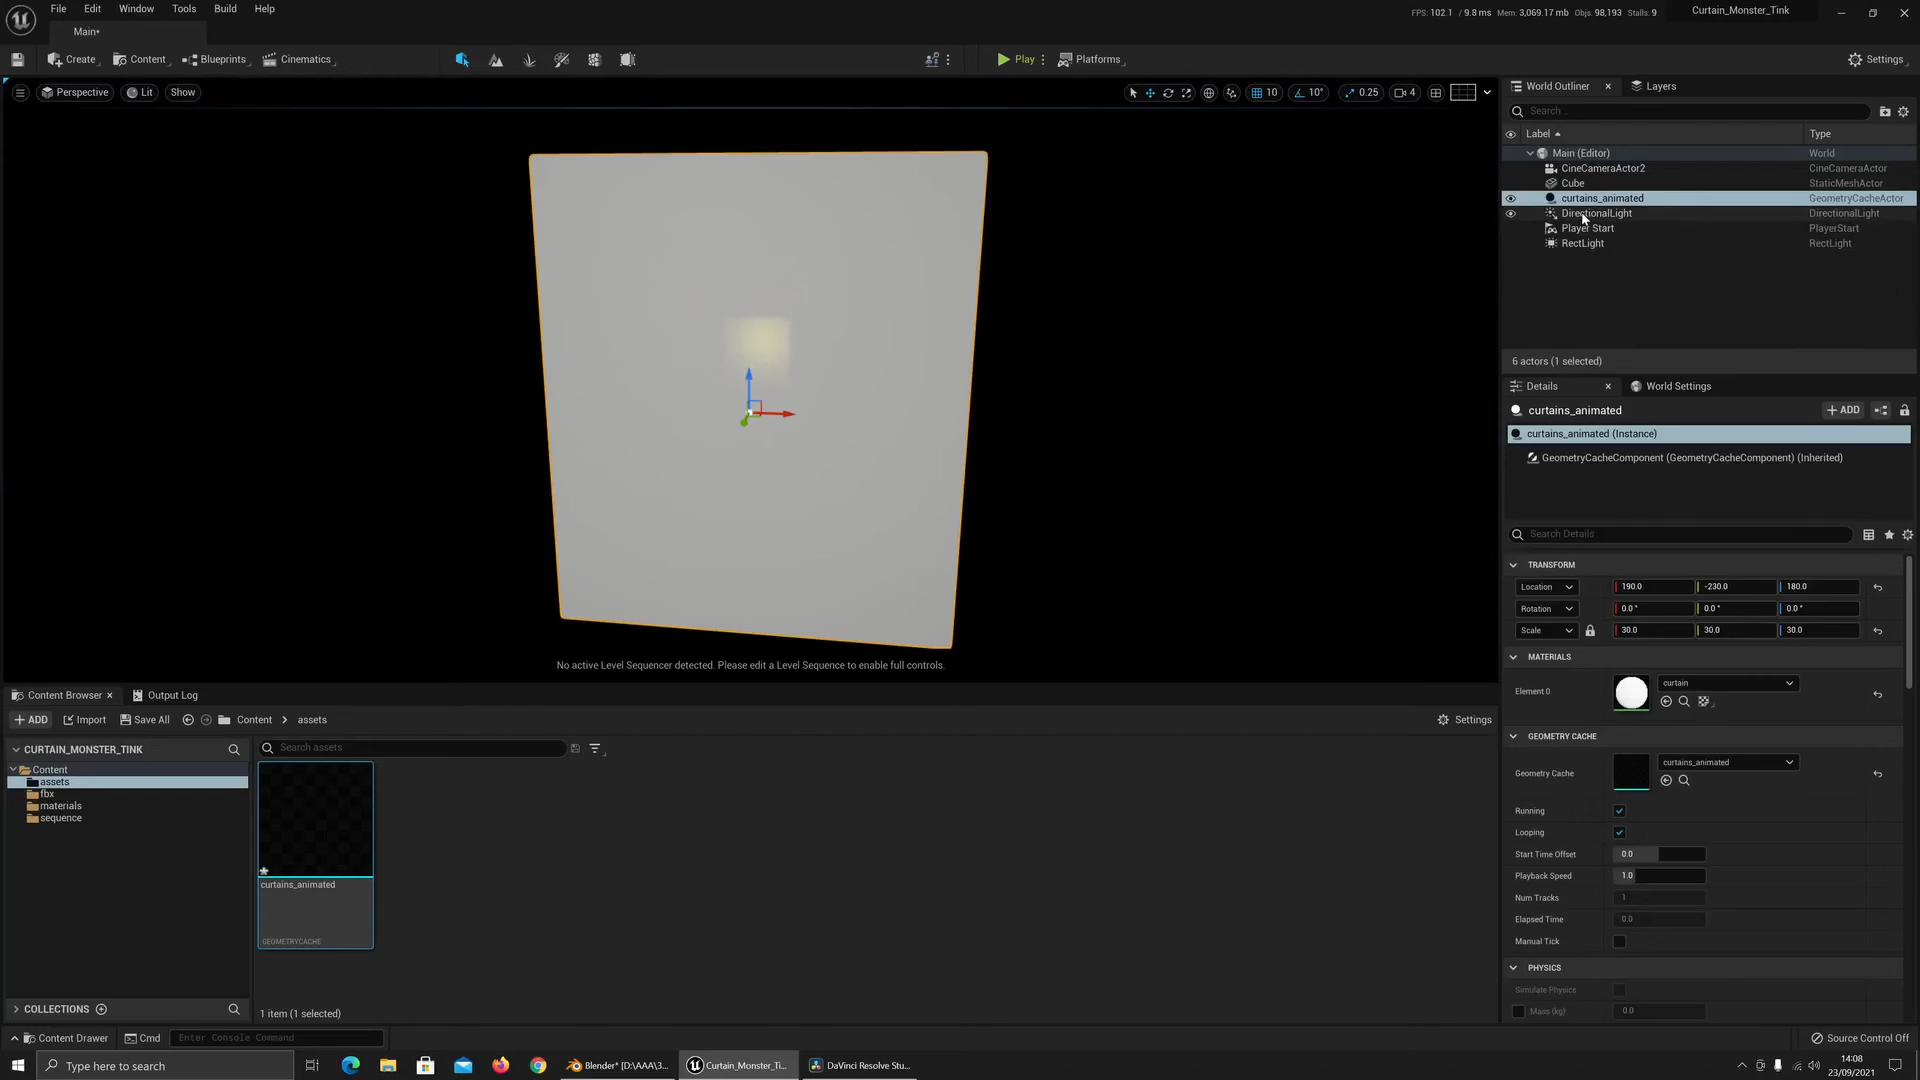 File Edit Window Tools Build Help
FPS: 102.1 / 9.8 ms Mem: 3,069.17 mb Objs: 98,193 Stalls: 9
Curtain_Monster_Tink
Main*
Create Content Blueprints Cinematics Play Platforms Settings
Perspective Lit Show
10 10° 0.25 4
World Outliner Layers
Search...
Label Type
Main (Editor) World
CineCameraActor2 CineCameraActor
Cube StaticMeshActor
curtains_animated GeometryCacheActor
DirectionalLight DirectionalLight
Player Start PlayerStart
RectLight RectLight
6 actors (1 selected)
Details World Settings
curtains_animated ADD
curtains_animated (Instance)
GeometryCacheComponent (GeometryCacheComponent) (Inherited)
Search Details
TRANSFORM
Location 190.0 -230.0 180.0
Rotation 0.0 ° 0.0 ° 0.0 °
Scale 30.0 30.0 30.0
MATERIALS
Element 0 curtain
GEOMETRY CACHE
Geometry Cache curtains_animated
Running
Looping
Start Time Offset 0.0
Playback Speed 1.0
Num Tracks 1
Elapsed Time 0.0
Manual Tick
PHYSICS
Simulate Physics
Mass (kg) 0.0
No active Level Sequencer detected. Please edit a Level Sequence to enable full controls.
Content Browser Output Log
ADD Import Save All Content assets Settings
CURTAIN_MONSTER_TINK
Search assets
Content
assets
fbx
materials
sequence
curtains_animated
GEOMETRYCACHE
COLLECTIONS
1 item (1 selected)
Content Drawer Cmd Enter Console Command Source Control Off
Type here to search
Blender* [D:\AAA\3...
Curtain_Monster_Ti...
DaVinci Resolve Stu...
14:08
23/09/2021